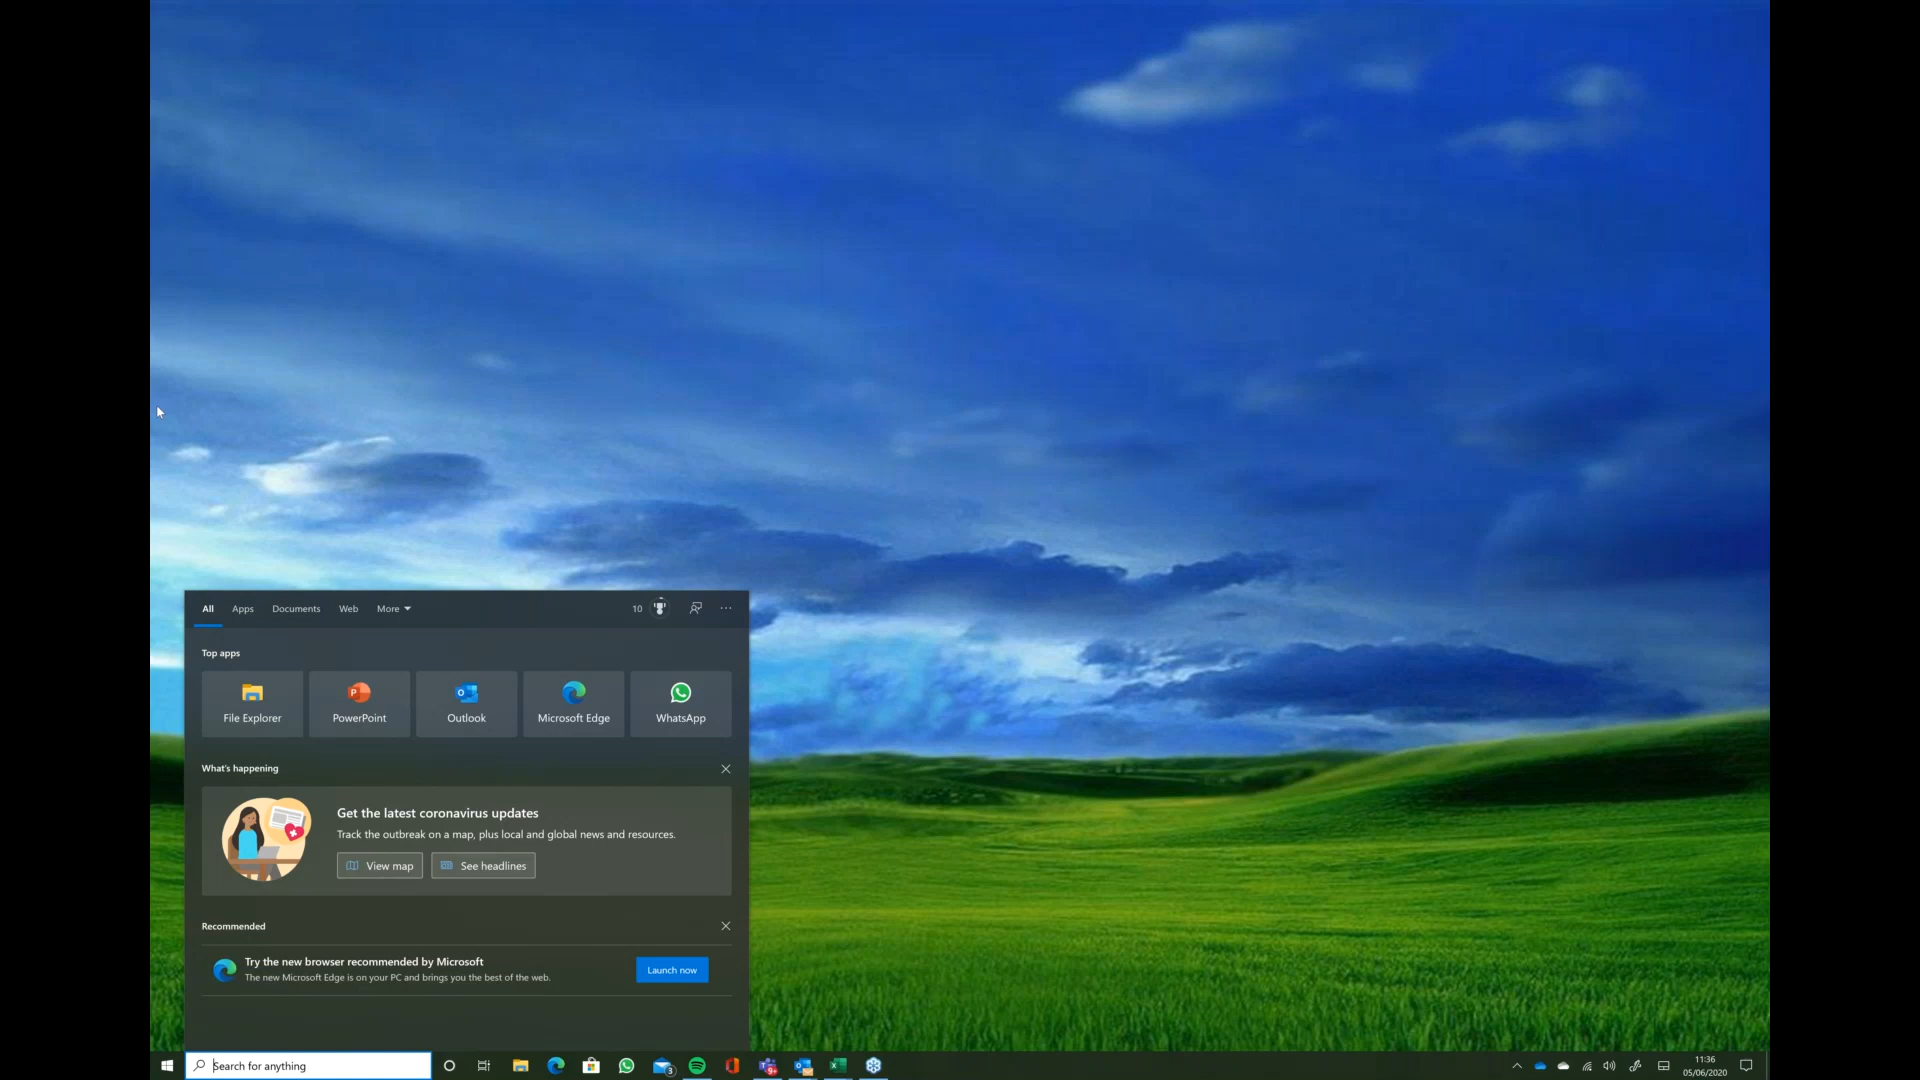 All Apps Documents Web More 10
Top apps
File Explorer PowerPoint Outlook Microsoft Edge WhatsApp
What's happening
Get the latest coronavirus updates
Track the outbreak on a map, plus local and global news and resources.
View map See headlines
Recommended
Try the new browser recommended by Microsoft
The new Microsoft Edge is on your PC and brings you the best of the web.
Launch now
Search for anything
3
9+
11:36
05/06/2020